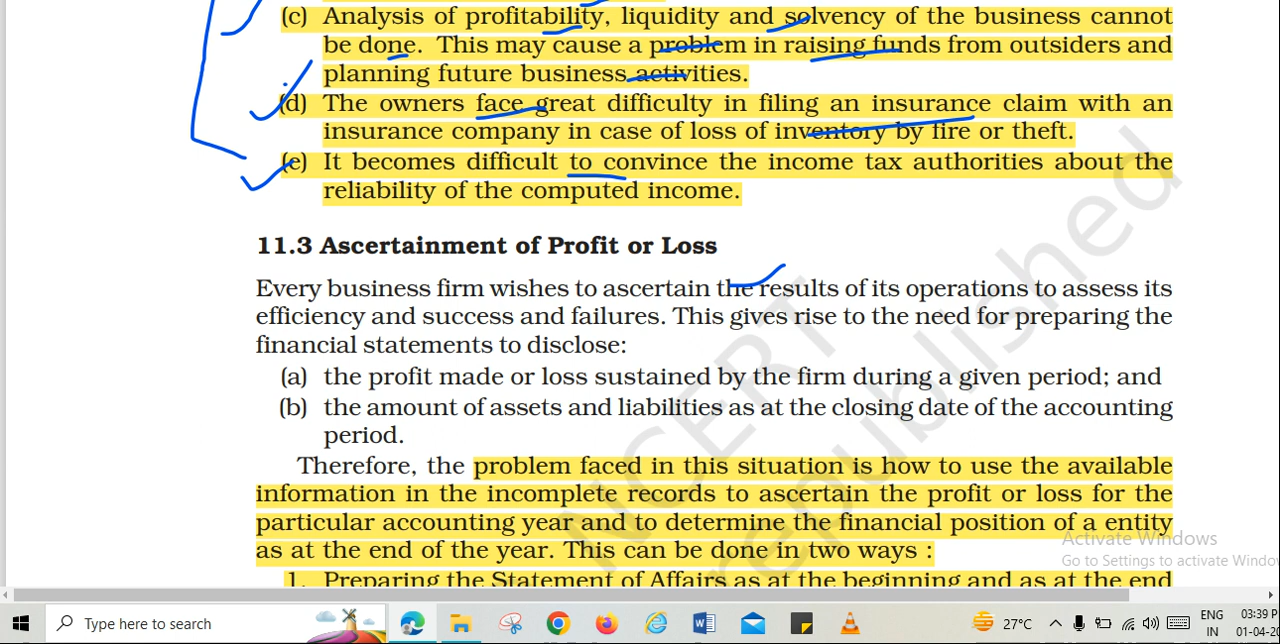 (c) Analysis of profitability, liquidity and solvency of the business cannot
be done. This may cause a problem in raising funds from outsiders and
planning future business activities.
(d) The owners face great difficulty in filing an insurance claim with an
insurance company in case of loss of inventory by fire or theft.
(e) It becomes difficult to convince the income tax authorities about the
reliability of the computed income.
11.3 Ascertainment of Profit or Loss
Every business firm wishes to ascertain the results of its operations to assess its
efficiency and success and failures. This gives rise to the need for preparing the
financial statements to disclose:
(a) the profit made or loss sustained by the firm during a given period; and
(b) the amount of assets and liabilities as at the closing date of the accounting
period.
Therefore, the problem faced in this situation is how to use the available
information in the incomplete records to ascertain the profit or loss for the
particular accounting year and to determine the financial position of a entity
as at the end of the year. This can be done in two ways :
1. Preparing the Statement of Affairs as at the beginning and as at the end
NCERT
republished
Activate Windows
Go to Settings to activate Windo
Type here to search
27°C
ENG
IN
03:39 P
01-04-2